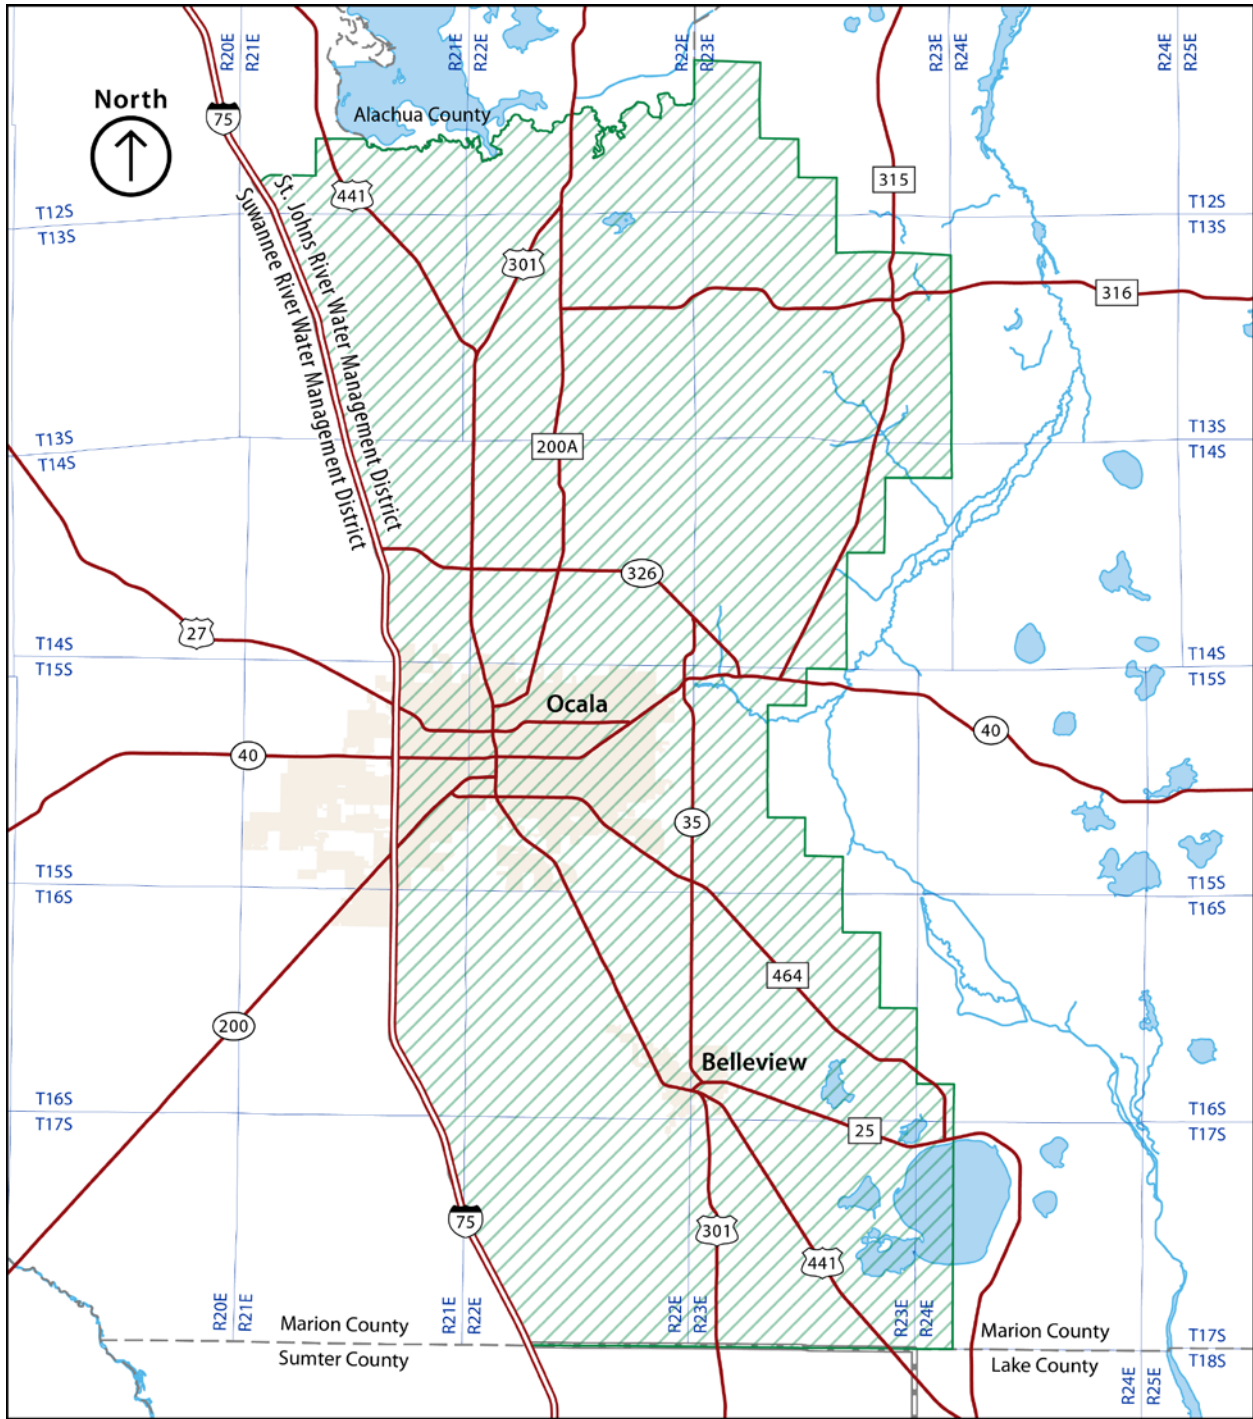 R20E
R21E
R21E
R22E
R22E
R23E
R23E
R24E
R24E
R25E
North
75
Alachua County
441
315
St. Johns River Water Management District
Suwannee River Water Management District
T12S
T13S
T12S
T13S
301
316
T13S
T14S
200A
T13S
T14S
326
27
T14S
T15S
T14S
T15S
Ocala
40
40
35
T15S
T16S
T15S
T16S
464
200
Belleview
T16S
T17S
25
T16S
T17S
75
301
441
R20E
R21E
R21E
R22E
R22E
R23E
R23E
R24E
Marion County
Sumter County
Marion County
Lake County
T17S
T18S
R24E
R25E